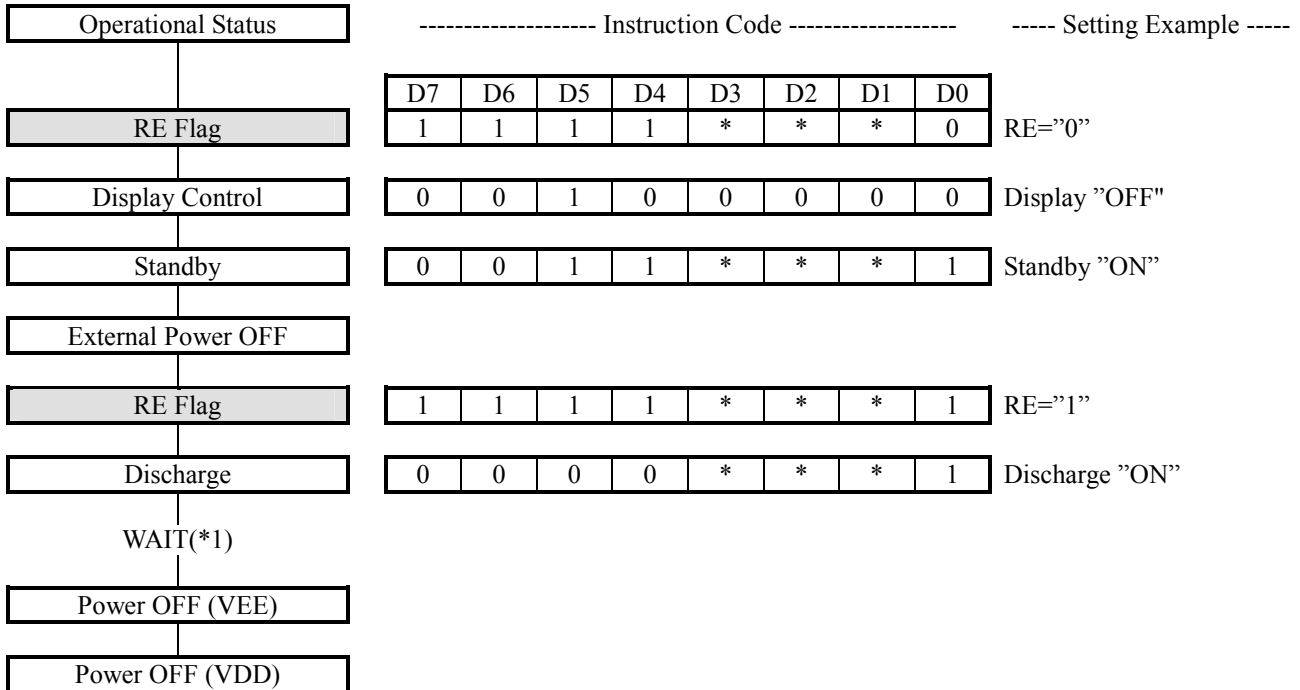 Operational Status -------------------- Instruction Code ------------------- ----- Setting Example -----
D7 D6 D5 D4 D3 D2 D1 D0
RE Flag 1 1 1 1 * * * 0 RE=”0”
Display Control 0 0 1 0 0 0 0 0 Display ”OFF"
Standby 0 0 1 1 * * * 1 Standby ”ON”
External Power OFF
RE Flag 1 1 1 1 * * * 1 RE=”1”
Discharge 0 0 0 0 * * * 1 Discharge ”ON”
WAIT(*1)
Power OFF (VEE)
Power OFF (VDD)